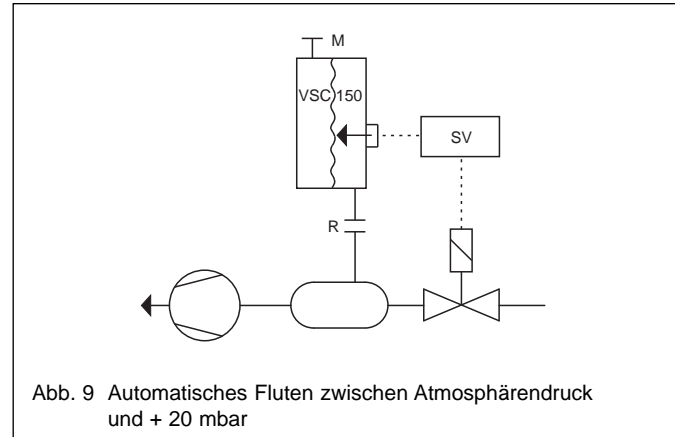 M
VSC 150
SV
R
Abb. 9 Automatisches Fluten zwischen Atmosphärendruck
und + 20 mbar